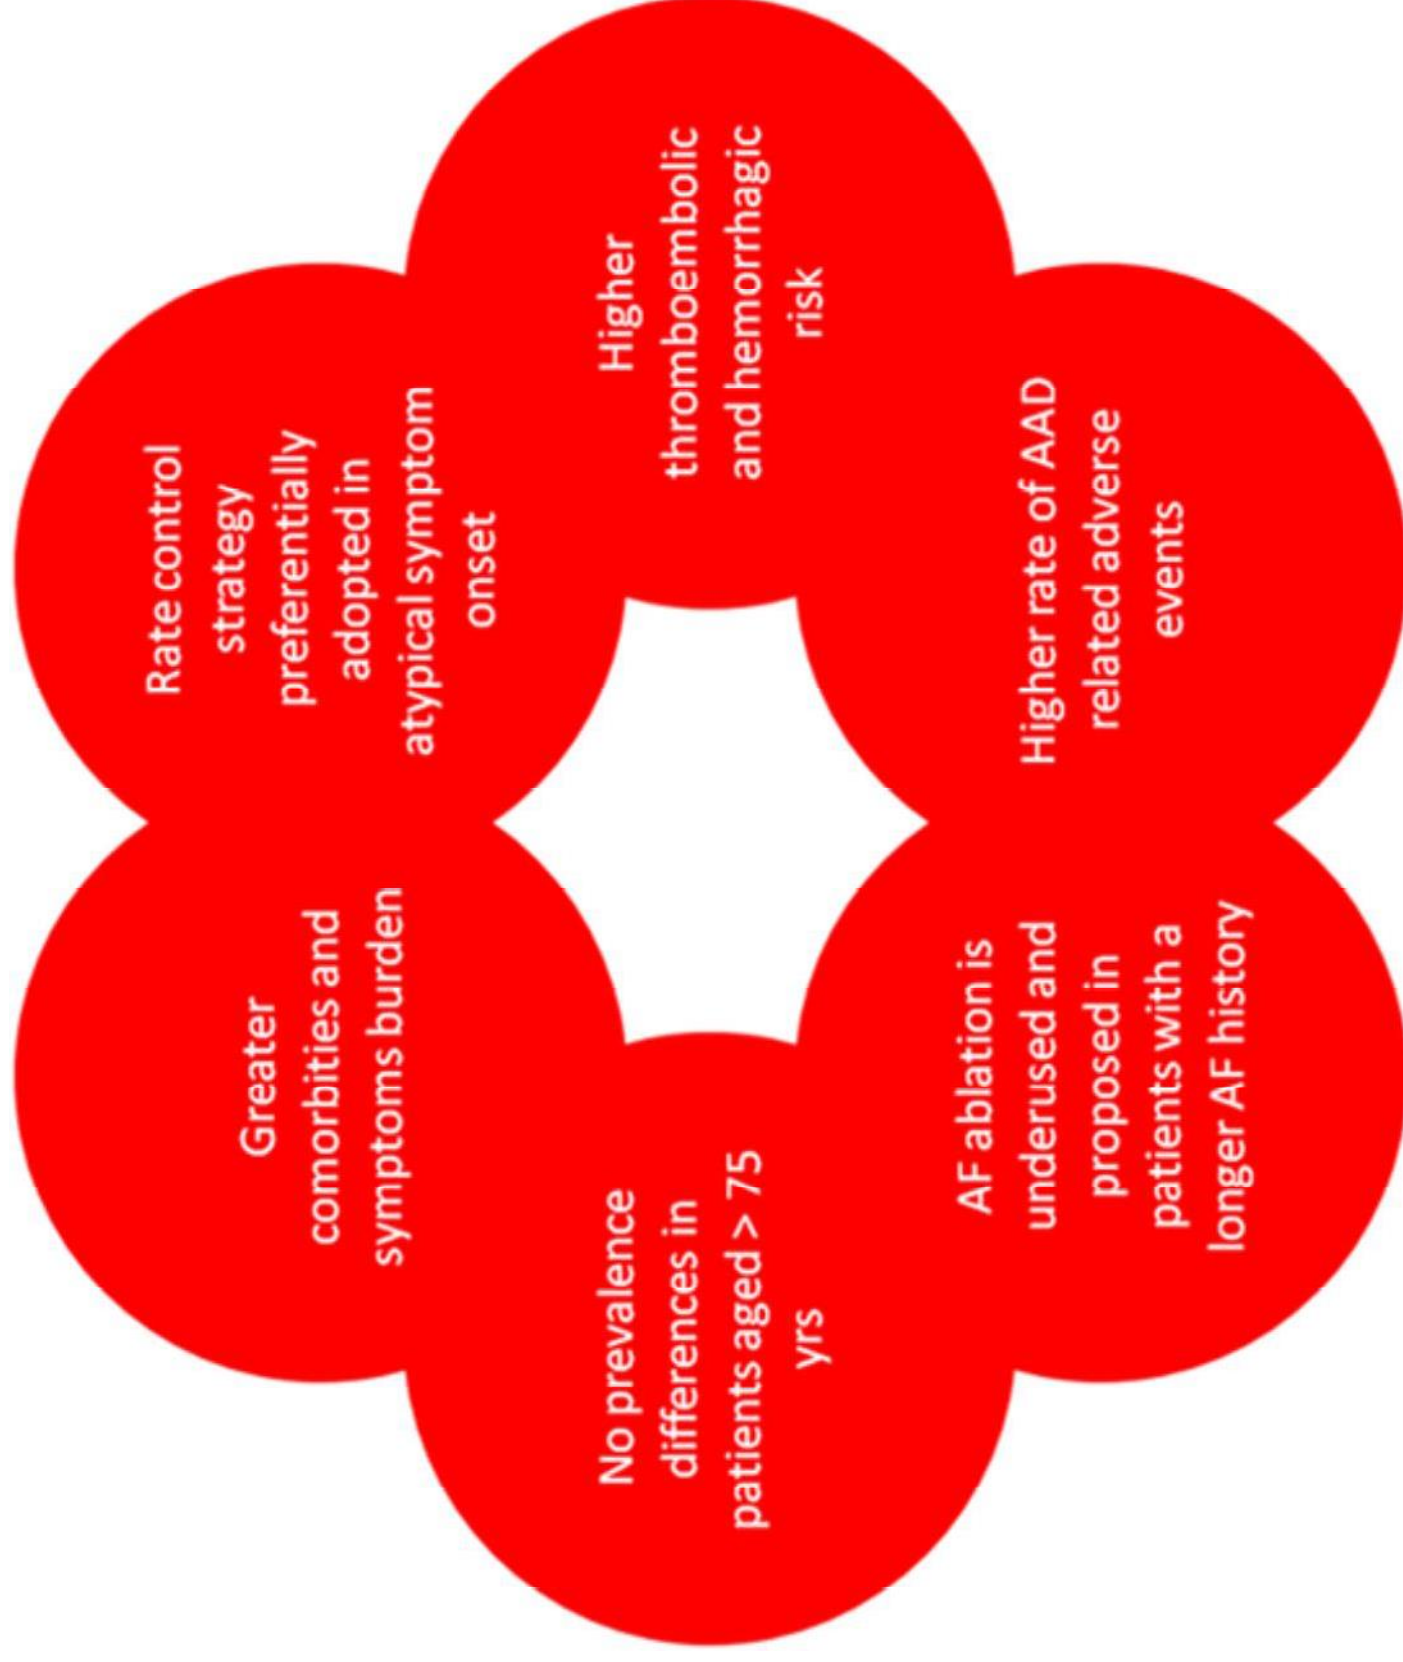 Greater
comorbities and
symptoms burden
Rate control
strategy
preferentially
adopted in
atypical symptom
onset
Higher
thromboembolic
and hemorrhagic
risk
Higher rate of AAD
related adverse
events
AF ablation is
underused and
proposed in
patients with a
longer AF history
No prevalence
differences in
patients aged > 75
yrs